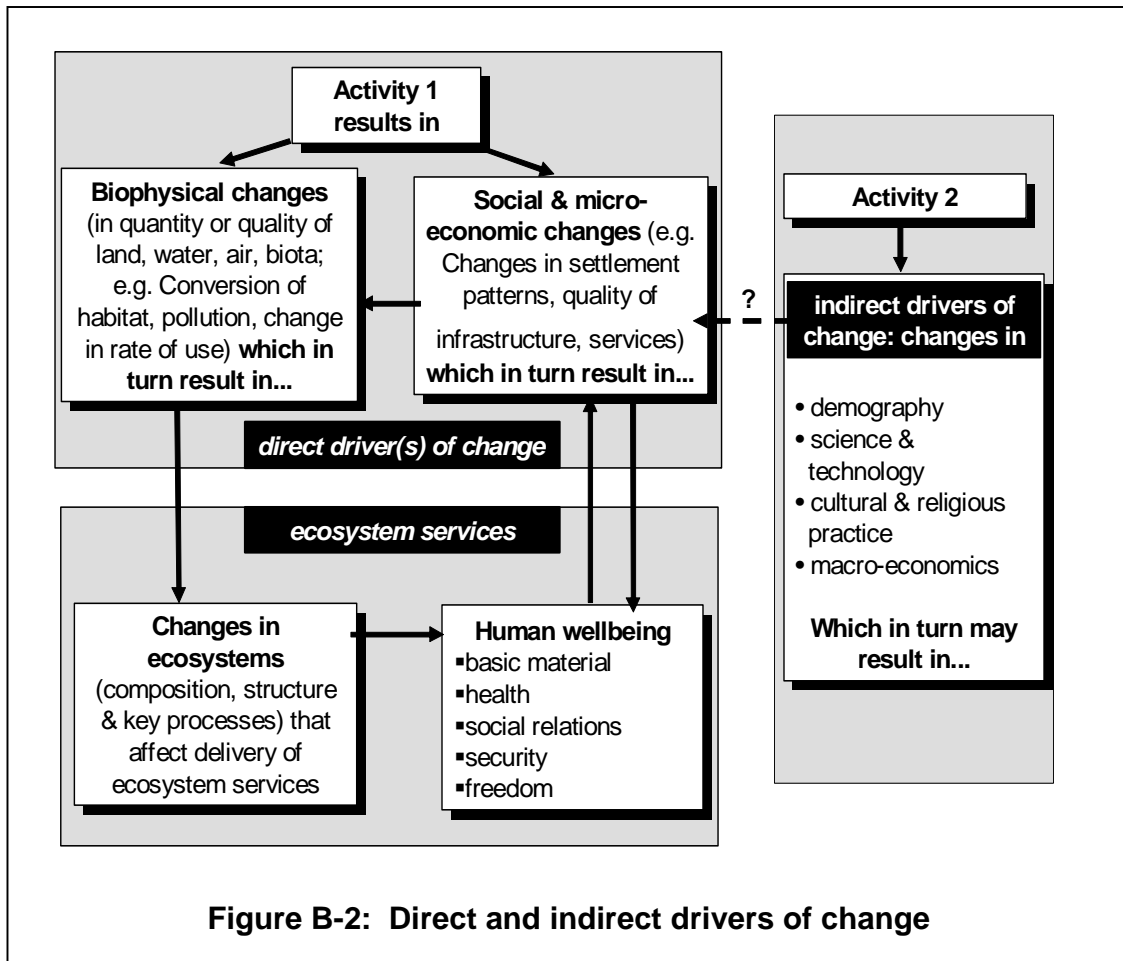 Activity 1
results in
Biophysical changes
(in quantity or quality of
land, water, air, biota;
e.g. Conversion of
habitat, pollution, change
in rate of use) which in
turn result in...
Social & micro-
economic changes (e.g.
Changes in settlement
patterns, quality of
infrastructure, services)
which in turn result in...
direct driver(s) of change
?
Activity 2
indirect drivers of
change: changes in
• demography
• science &
technology
• cultural & religious
practice
• macro-economics
Which in turn may
result in...
ecosystem services
Changes in
ecosystems
(composition, structure
& key processes) that
affect delivery of
ecosystem services
Human wellbeing
▪basic material
▪health
▪social relations
▪security
▪freedom
Figure B-2: Direct and indirect drivers of change